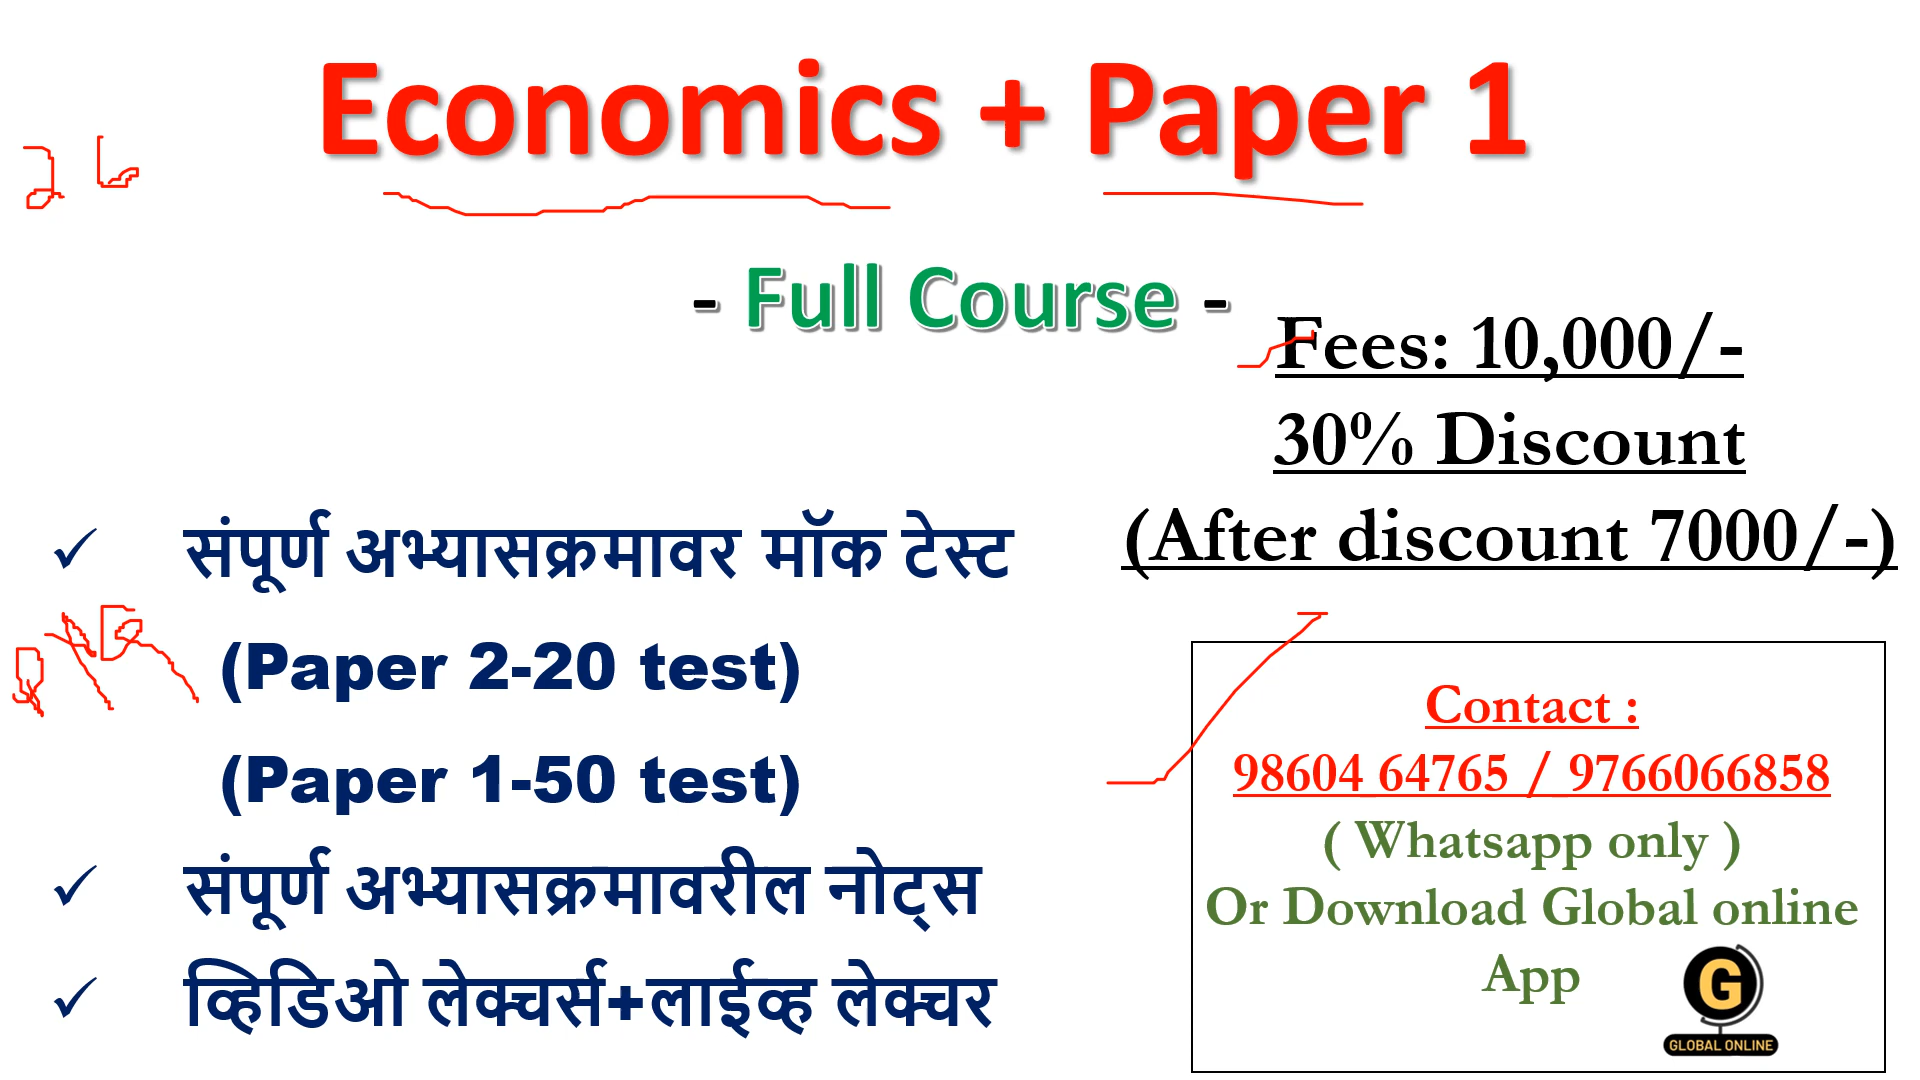 Economics + Paper 1
- Full Course -
Fees: 10,000/-
30% Discount
(After discount 7000/-)
✓ संपूर्ण अभ्यासक्रमावर मॉक टेस्ट
(Paper 2-20 test)
(Paper 1-50 test)
✓ संपूर्ण अभ्यासक्रमावरील नोट्स
✓ व्हिडिओ लेक्चर्स+लाईव्ह लेक्चर
Contact :
98604 64765 / 9766066858
( Whatsapp only )
Or Download Global online
App
G
GLOBAL ONLINE